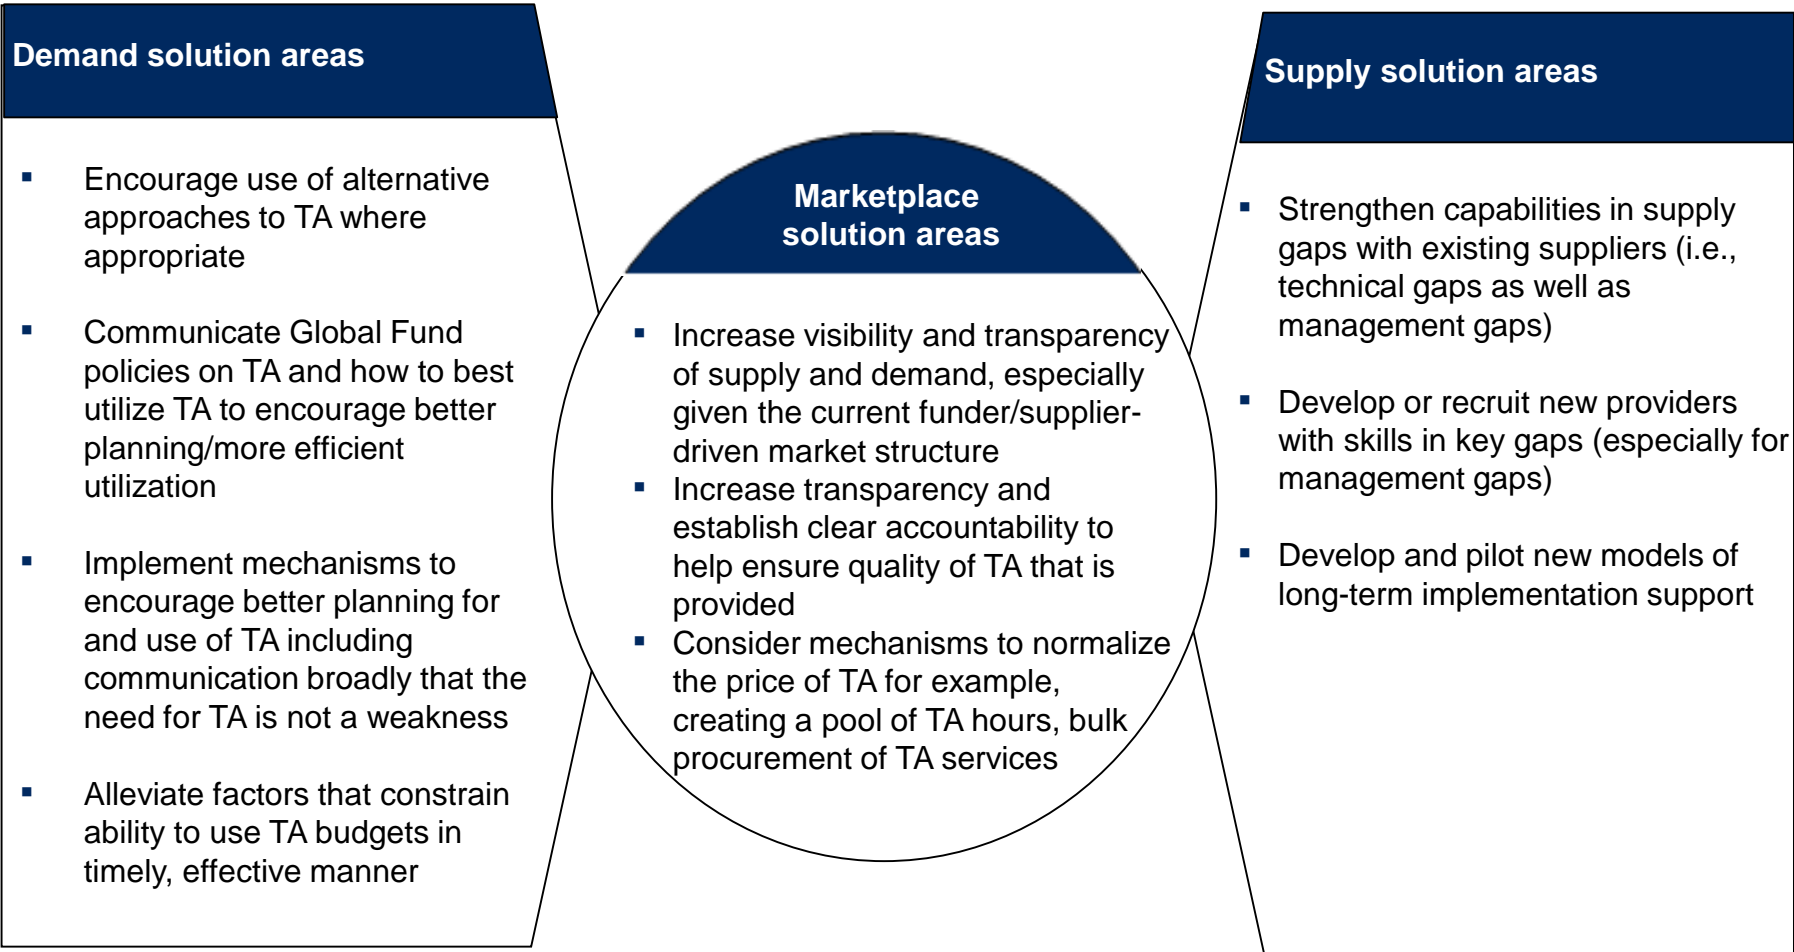 Demand solution areas
▪ Encourage use of alternative
approaches to TA where
appropriate
▪ Communicate Global Fund
policies on TA and how to best
utilize TA to encourage better
planning/more efficient
utilization
▪ Implement mechanisms to
encourage better planning for
and use of TA including
communication broadly that the
need for TA is not a weakness
▪ Alleviate factors that constrain
ability to use TA budgets in
timely, effective manner
Marketplace
solution areas
▪ Increase visibility and transparency
of supply and demand, especially
given the current funder/supplier-
driven market structure
▪ Increase transparency and
establish clear accountability to
help ensure quality of TA that is
provided
▪ Consider mechanisms to normalize
the price of TA for example,
creating a pool of TA hours, bulk
procurement of TA services
Supply solution areas
▪ Strengthen capabilities in supply
gaps with existing suppliers (i.e.,
technical gaps as well as
management gaps)
▪ Develop or recruit new providers
with skills in key gaps (especially for
management gaps)
▪ Develop and pilot new models of
long-term implementation support